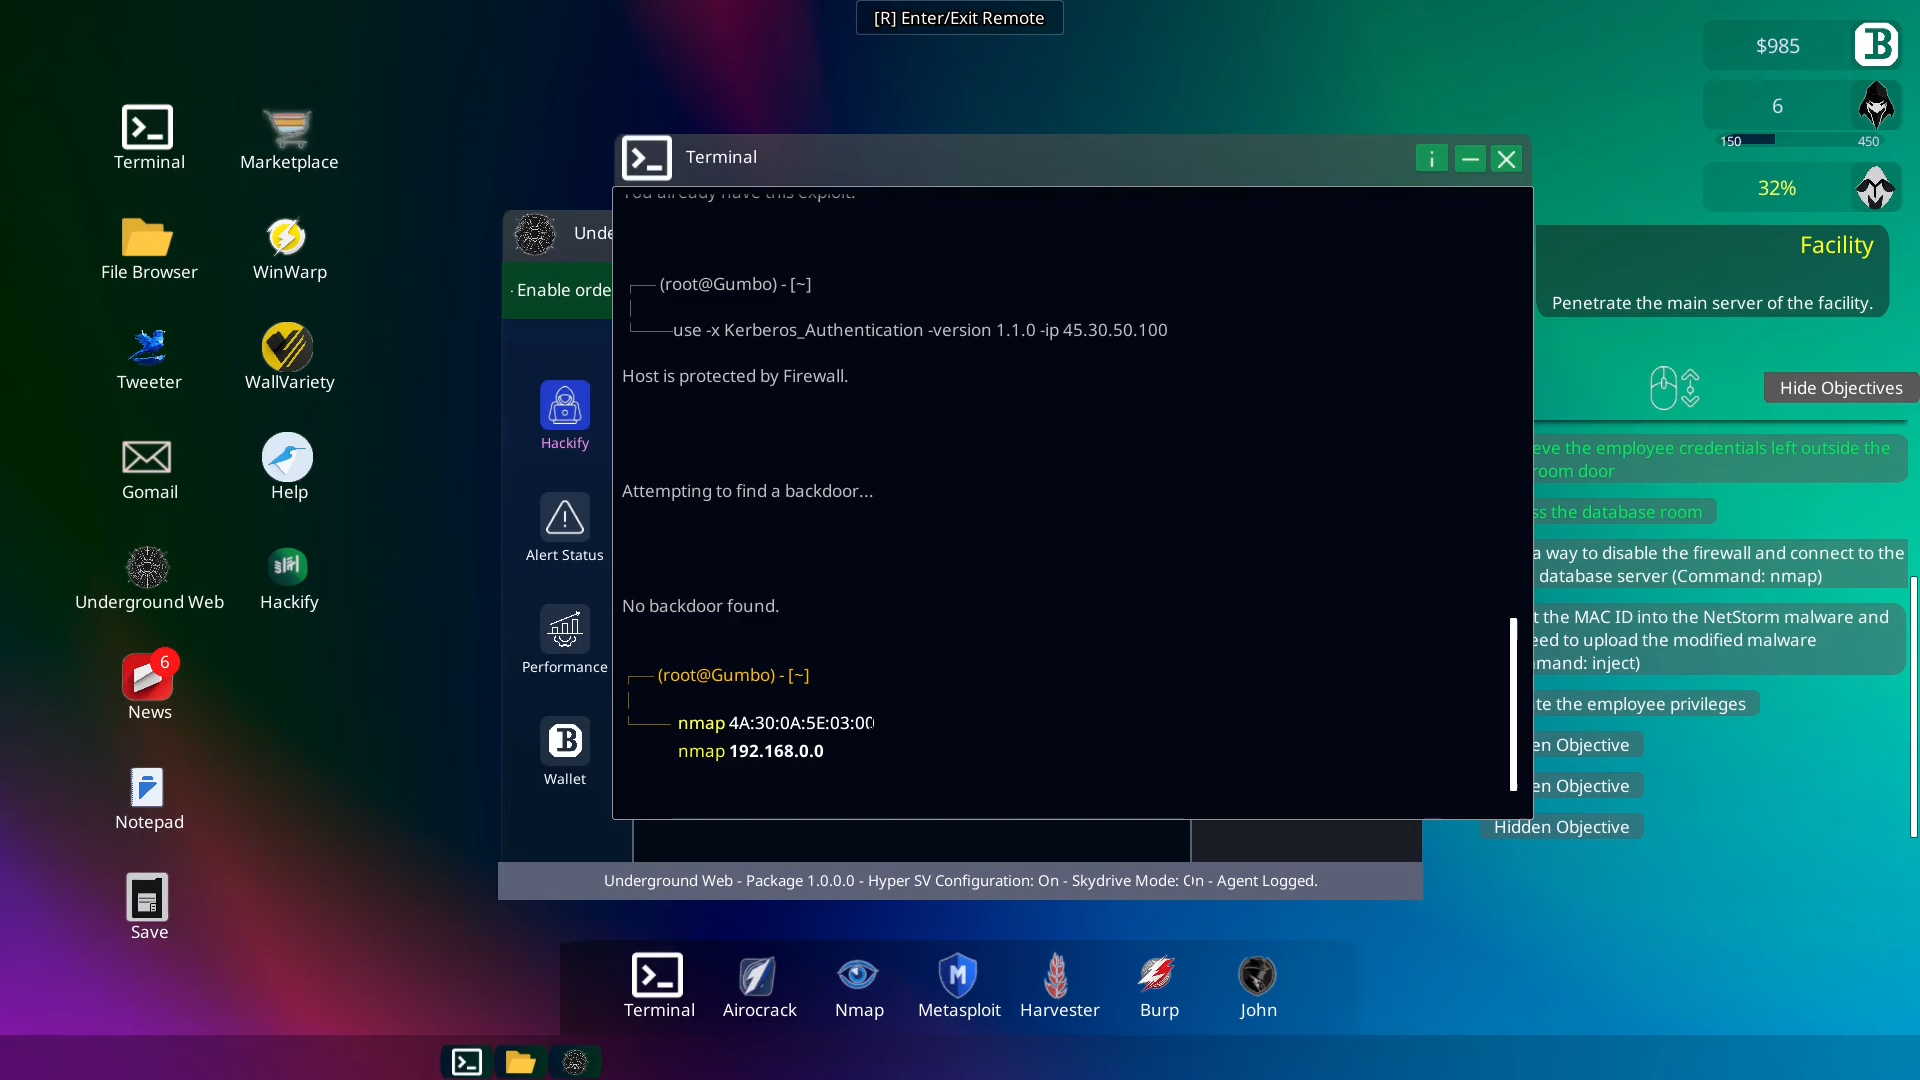 [R] Enter/Exit Remote
$985
6
150
450
32%
Facility
Penetrate the main server of the facility.
Hide Objectives
eve the employee credentials left outside the
room door
ss the database room
a way to disable the firewall and connect to the
database server (Command: nmap)
t the MAC ID into the NetStorm malware and
eed to upload the modified malware
mand: inject)
te the employee privileges
en Objective
en Objective
Hidden Objective
Terminal
Marketplace
File Browser
WinWarp
Tweeter
WallVariety
Gomail
Help
Underground Web
Hackify
6
News
Notepad
Save
Unde
- Enable orde
Hackify
Alert Status
Performance
Wallet
Terminal
You already have this exploit.
(root@Gumbo) - [~]
use -x Kerberos_Authentication -version 1.1.0 -ip 45.30.50.100
Host is protected by Firewall.
Attempting to find a backdoor...
No backdoor found.
(root@Gumbo) - [~]
nmap 4A:30:0A:5E:03:00
nmap 192.168.0.0
Underground Web - Package 1.0.0.0 - Hyper SV Configuration: On - Skydrive Mode: On - Agent Logged.
Terminal
Airocrack
Nmap
Metasploit
Harvester
Burp
John